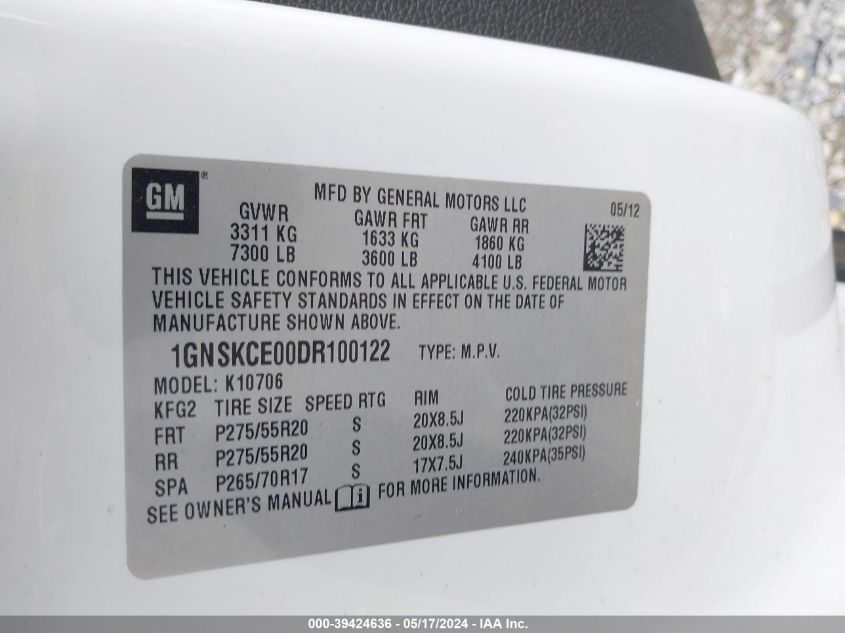 GM®
MFD BY GENERAL MOTORS LLC
05/12
GVWR GAWR FRT GAWR RR
3311 KG 1633 KG 1860 KG
7300 LB 3600 LB 4100 LB
THIS VEHICLE CONFORMS TO ALL APPLICABLE U.S. FEDERAL MOTOR
VEHICLE SAFETY STANDARDS IN EFFECT ON THE DATE OF
MANUFACTURE SHOWN ABOVE.
1GNSKCE00DR100122 TYPE: M.P.V.
MODEL: K10706
KFG2 TIRE SIZE SPEED RTG RIM COLD TIRE PRESSURE
FRT P275/55R20 S 20X8.5J 220KPA(32PSI)
RR P275/55R20 S 20X8.5J 220KPA(32PSI)
SPA P265/70R17 S 17X7.5J 240KPA(35PSI)
SEE OWNER'S MANUAL FOR MORE INFORMATION.
000-39424636 - 05/17/2024 - IAA Inc.